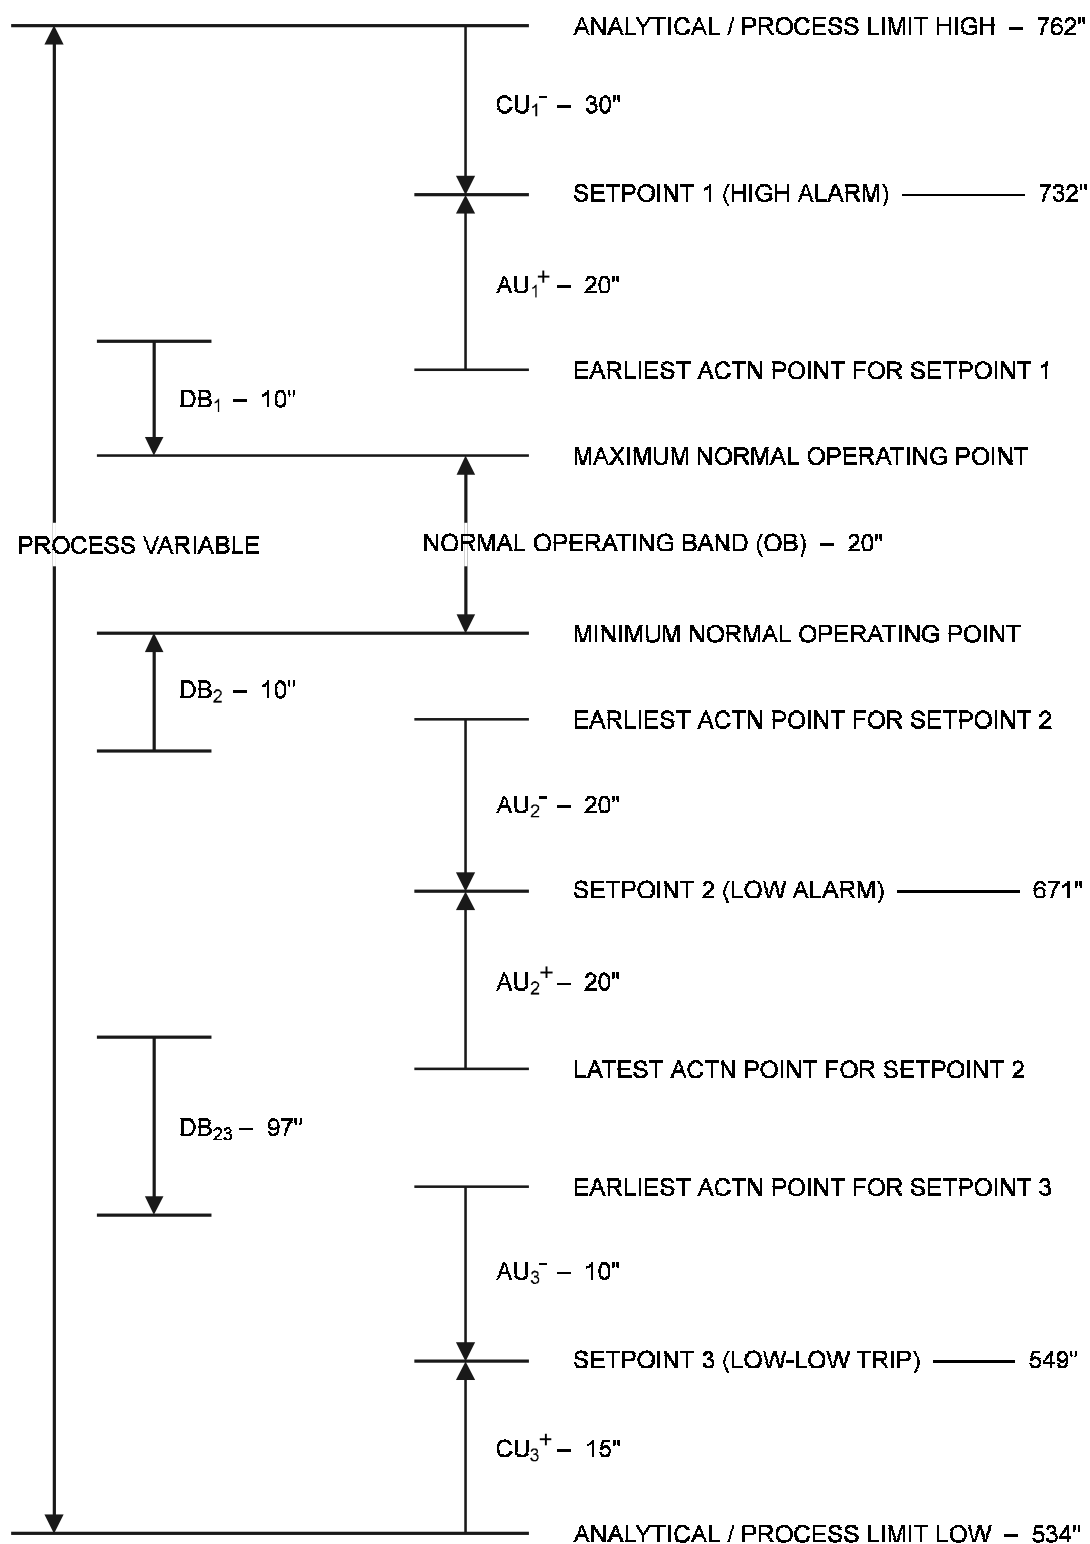 ANALYTICAL / PROCESS LIMIT HIGH – 762"
CU₁⁻ – 30"
SETPOINT 1 (HIGH ALARM) 732"
AU₁⁺ – 20"
EARLIEST ACTN POINT FOR SETPOINT 1
DB₁ – 10"
MAXIMUM NORMAL OPERATING POINT
PROCESS VARIABLE
NORMAL OPERATING BAND (OB) – 20"
MINIMUM NORMAL OPERATING POINT
DB₂ – 10"
EARLIEST ACTN POINT FOR SETPOINT 2
AU₂⁻ – 20"
SETPOINT 2 (LOW ALARM) 671"
AU₂⁺ – 20"
LATEST ACTN POINT FOR SETPOINT 2
DB₂₃ – 97"
EARLIEST ACTN POINT FOR SETPOINT 3
AU₃⁻ – 10"
SETPOINT 3 (LOW-LOW TRIP) 549"
CU₃⁺ – 15"
ANALYTICAL / PROCESS LIMIT LOW – 534"